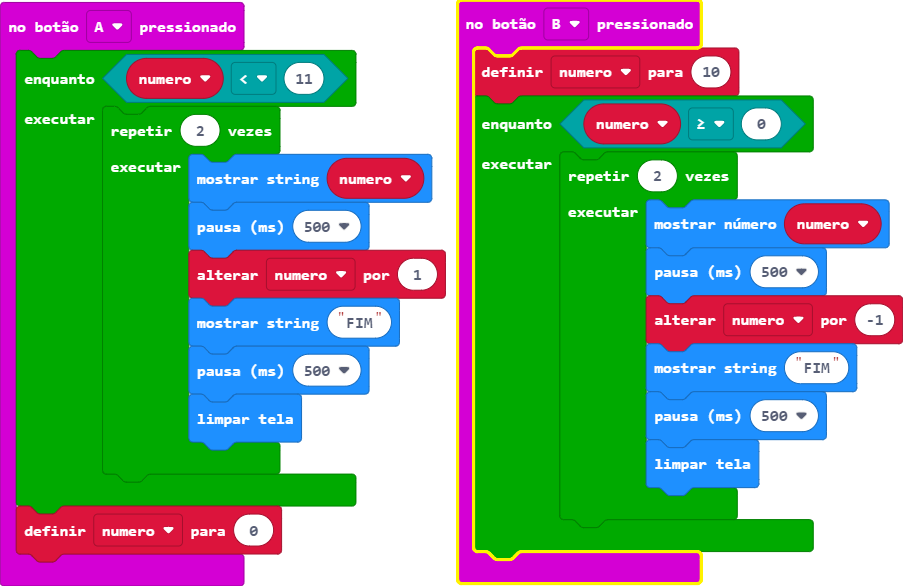 no botão A pressionado
enquanto numero < 11
executar
repetir 2 vezes
executar
mostrar string numero
pausa (ms) 500
alterar numero por 1
mostrar string "FIM"
pausa (ms) 500
limpar tela
definir numero para 0
no botão B pressionado
definir numero para 10
enquanto numero ≥ 0
executar
repetir 2 vezes
executar
mostrar número numero
pausa (ms) 500
alterar numero por -1
mostrar string "FIM"
pausa (ms) 500
limpar tela